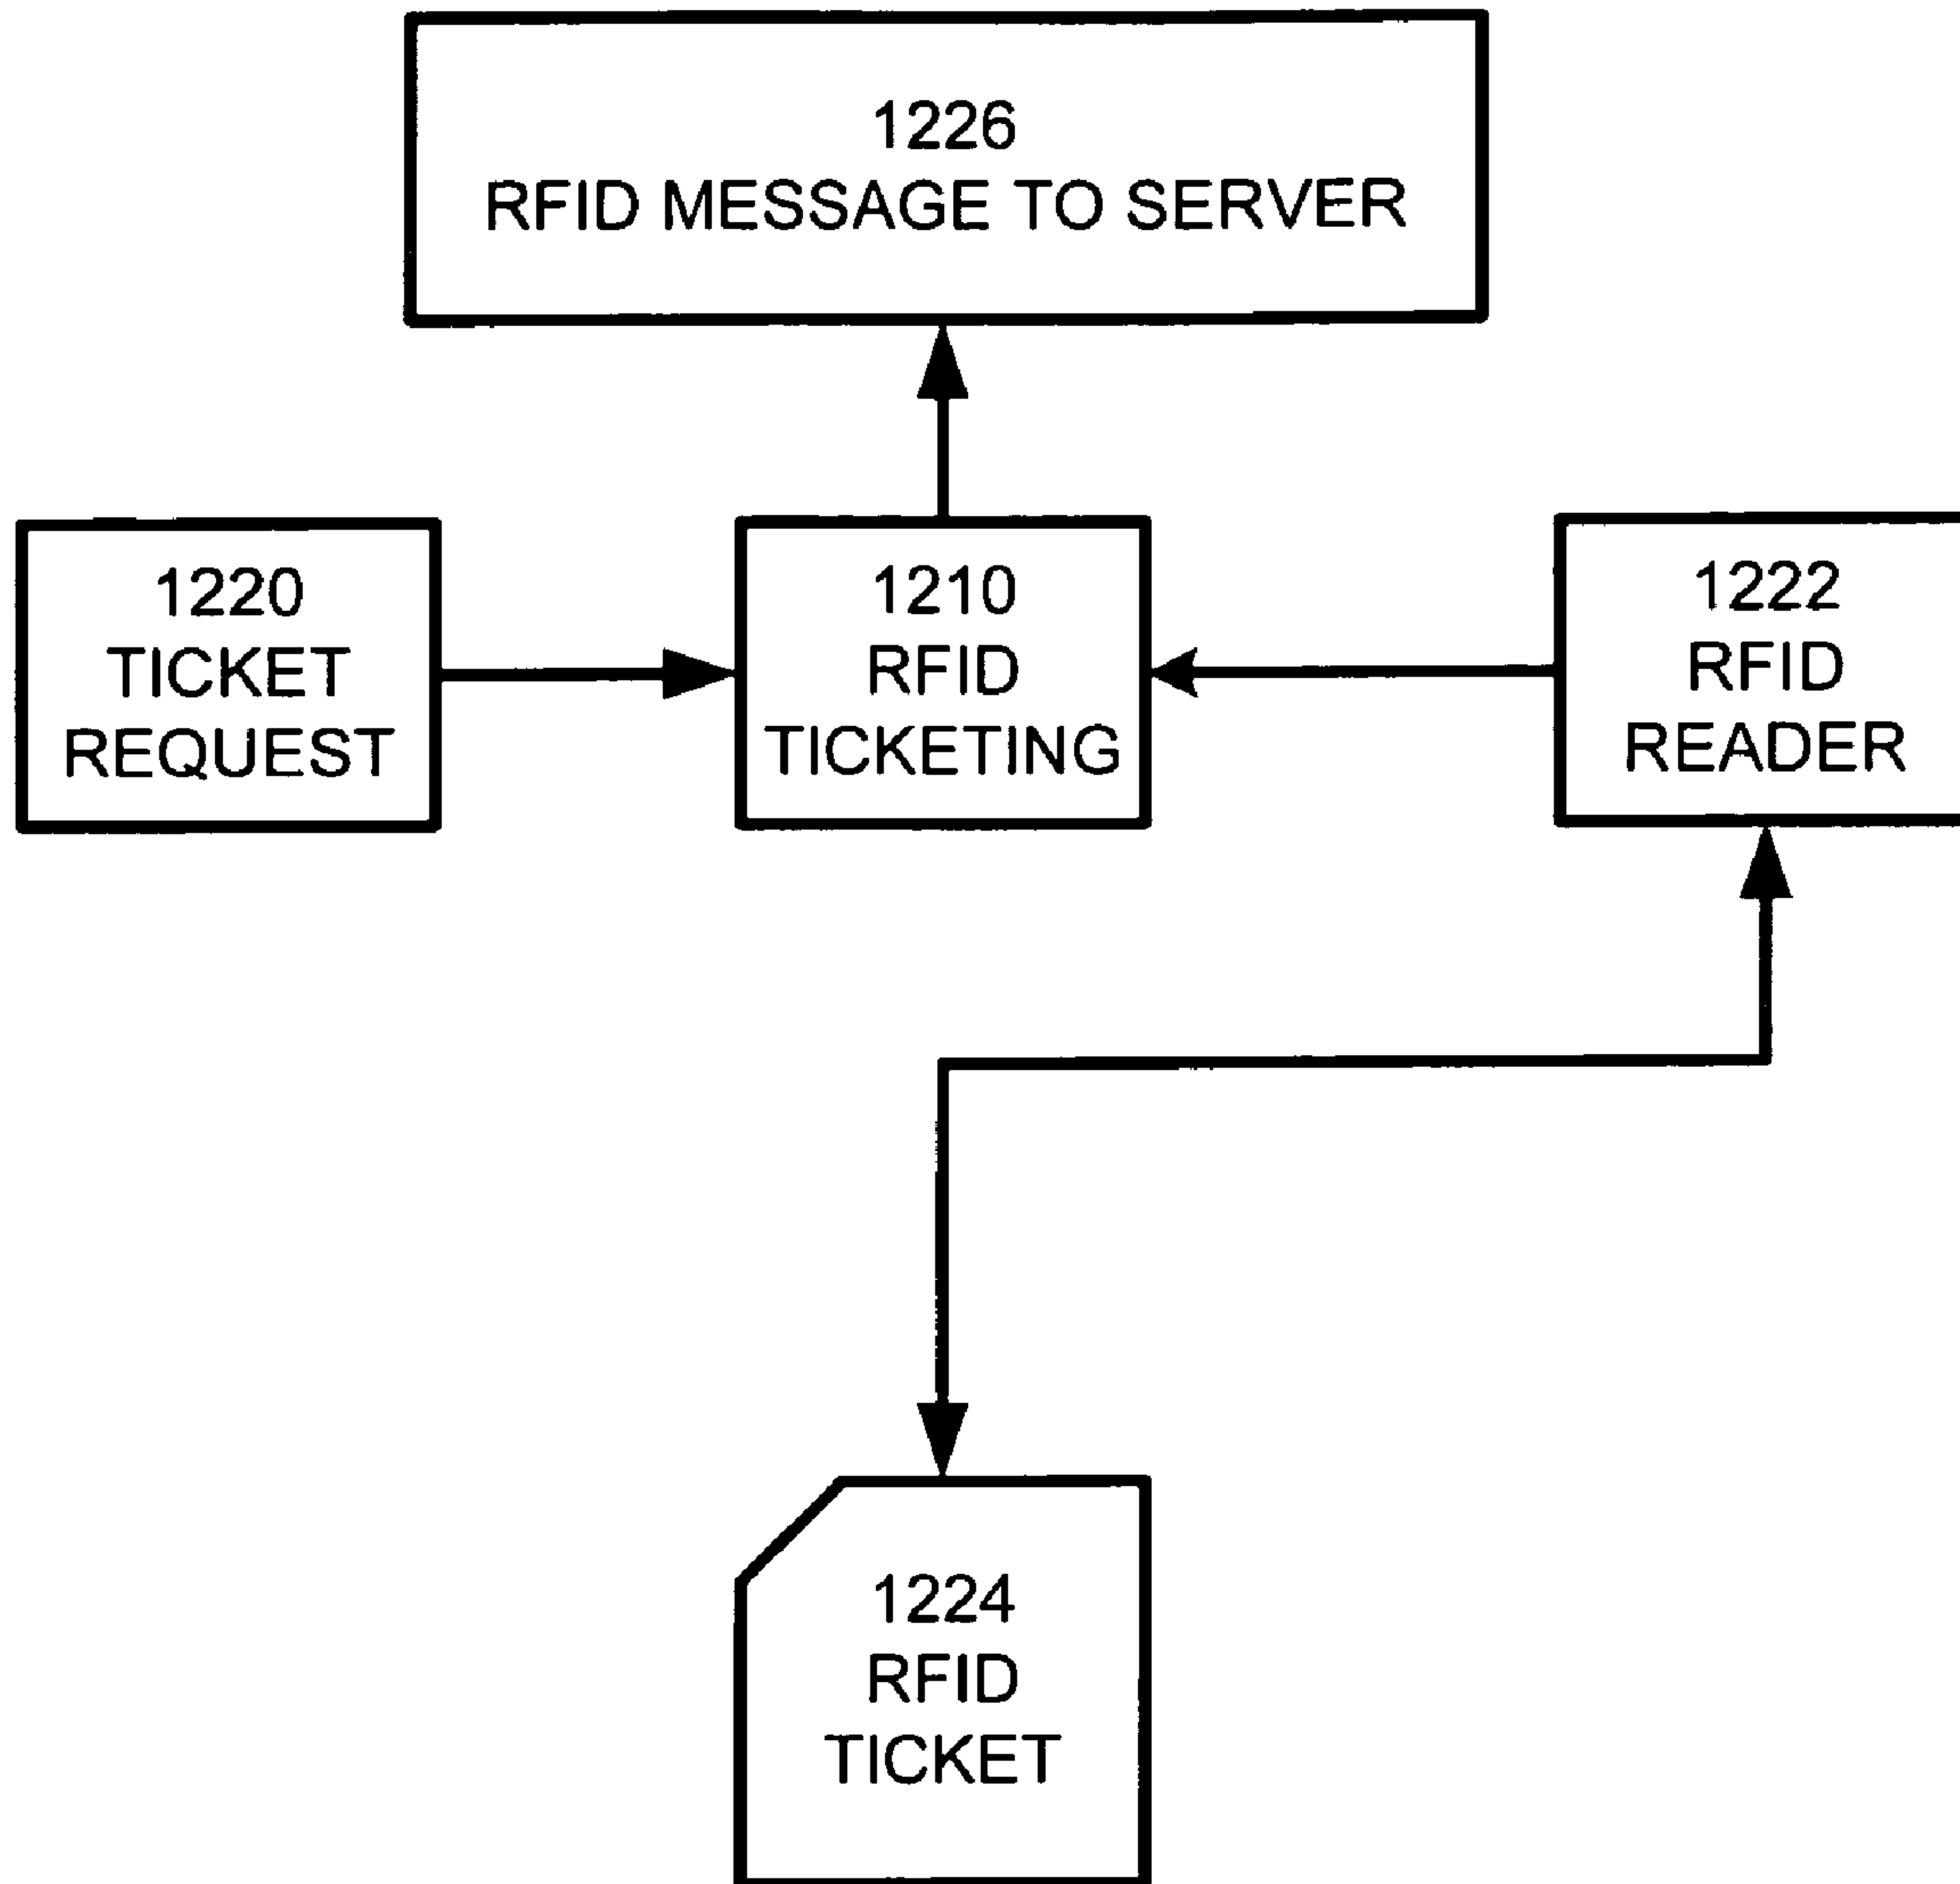 1226
RFID MESSAGE TO SERVER
1220
TICKET
REQUEST
1210
RFID
TICKETING
1222
RFID
READER
1224
RFID
TICKET